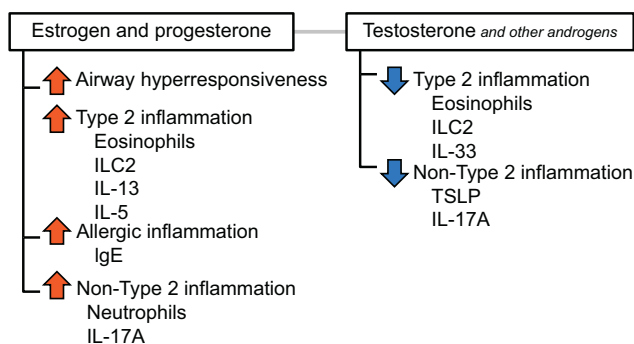 Estrogen and progesterone
Airway hyperresponsiveness
Type 2 inflammation
Eosinophils
ILC2
IL-13
IL-5
Allergic inflammation
IgE
Non-Type 2 inflammation
Neutrophils
IL-17A
Testosterone and other androgens
Type 2 inflammation
Eosinophils
ILC2
IL-33
Non-Type 2 inflammation
TSLP
IL-17A